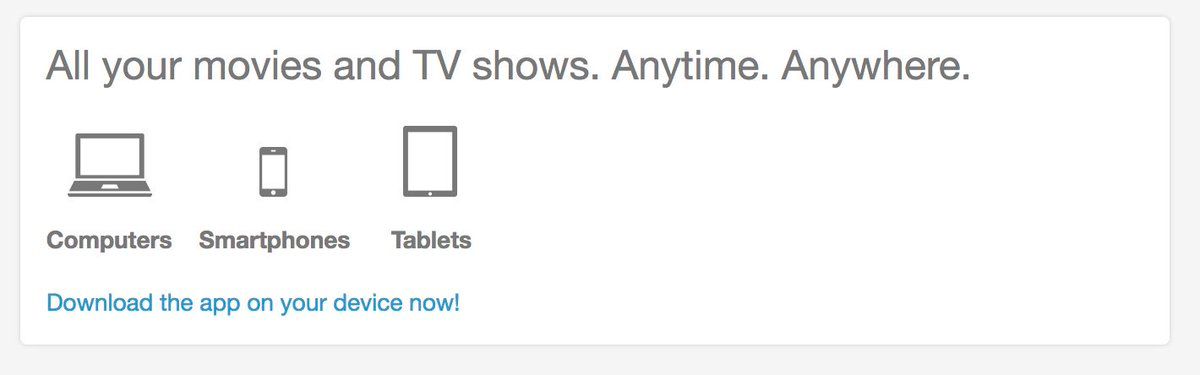 All your movies and TV shows. Anytime. Anywhere.
Computers Smartphones Tablets
Download the app on your device now!